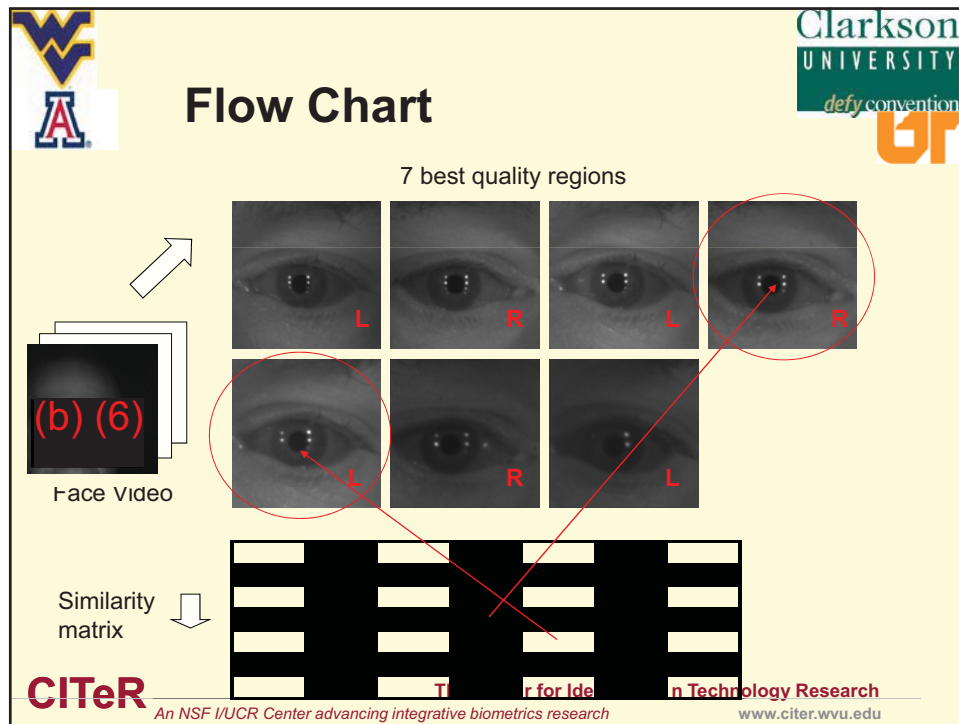 Clarkson
UNIVERSITY
defy convention
A
UT
Flow Chart
7 best quality regions
L
R
L
R
(b) (6)
L
R
L
Face Video
Similarity
matrix
CITeR
r for Ide
n Technology Research
An NSF I/UCR Center advancing integrative biometrics research
www.citer.wvu.edu